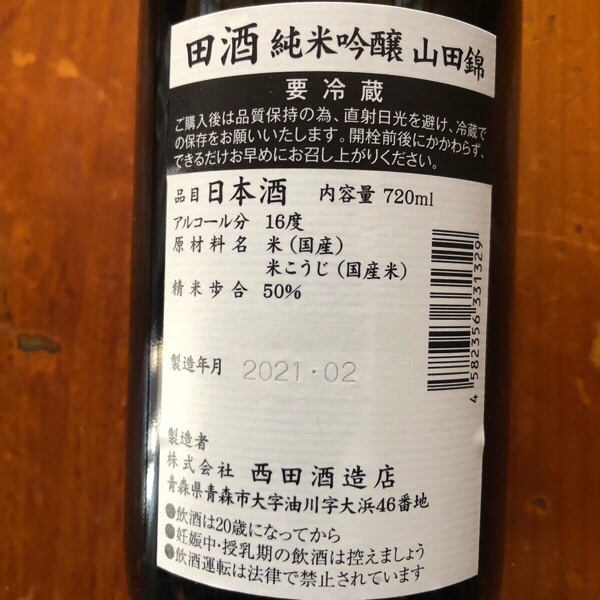 田酒 純米吟醸 山田錦
要冷蔵
ご購入後は品質保持の為、直射日光を避け、冷蔵で
の保存をお願いいたします。開栓前後にかかわらず、
できるだけお早めにお召し上がりください。
品目 日本酒 内容量 720ml
アルコール分 16度
原材料名 米(国産)
米こうじ(国産米)
精米歩合 50%
4 582356 331329
製造年月 2021・02
製造者
株式会社 西田酒造店
青森県青森市大字油川字大浜46番地
●飲酒は20歳になってから
●妊娠中・授乳期の飲酒は控えましょう
●飲酒運転は法律で禁止されています